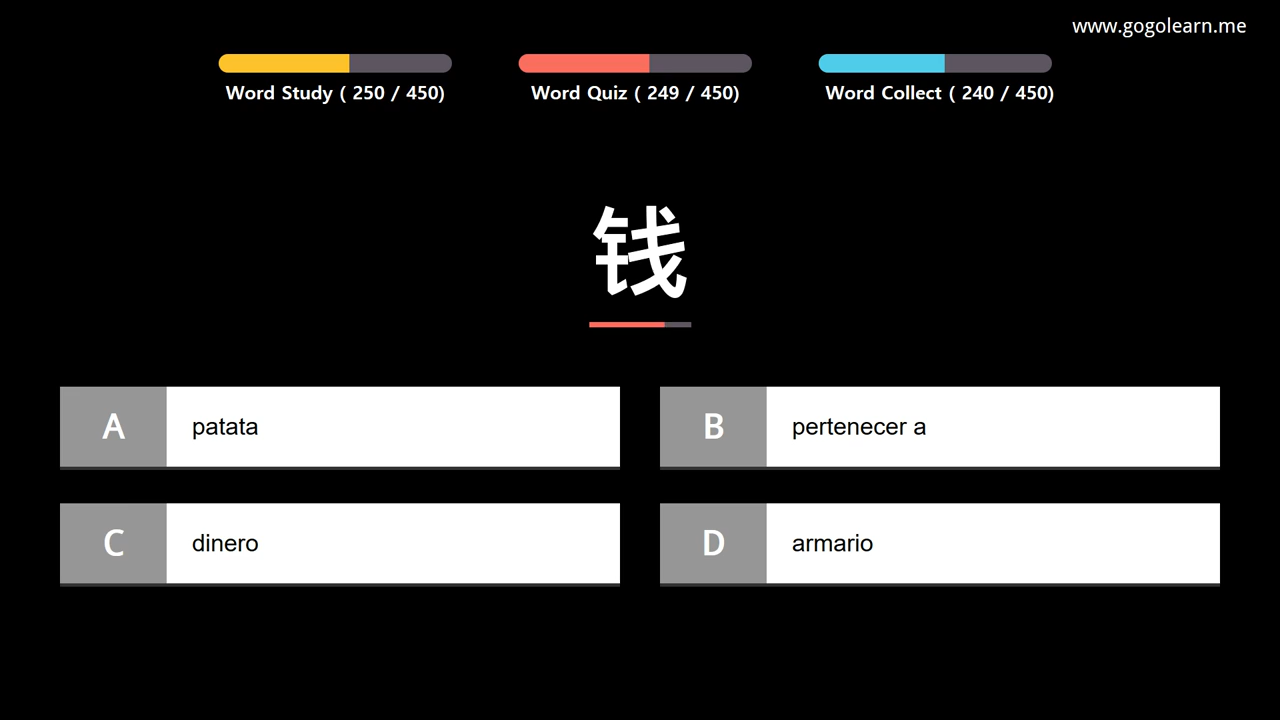 www.gogolearn.me
Word Study ( 250 / 450)
Word Quiz ( 249 / 450)
Word Collect ( 240 / 450)
钱
A patata
B pertenecer a
C dinero
D armario